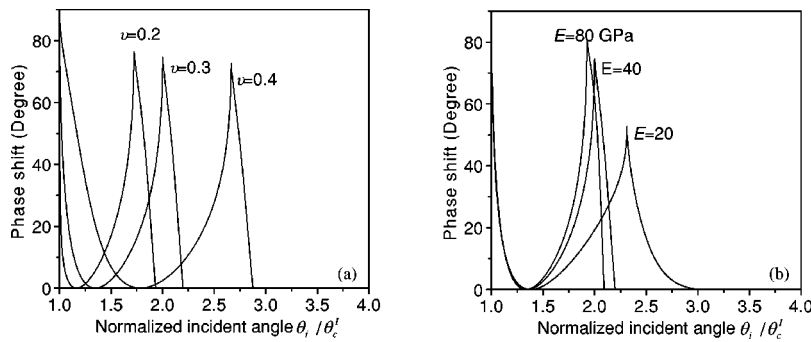 80
60
40
20
0
Phase shift (Degree)
υ=0.2
υ=0.3
υ=0.4
(a)
1.0 1.5 2.0 2.5 3.0 3.5 4.0
Normalized incident angle θi /θcI
80
60
40
20
0
Phase shift (Degree)
E=80 GPa
E=40
E=20
(b)
1.0 1.5 2.0 2.5 3.0 3.5 4.0
Normalized incident angle θi /θcI